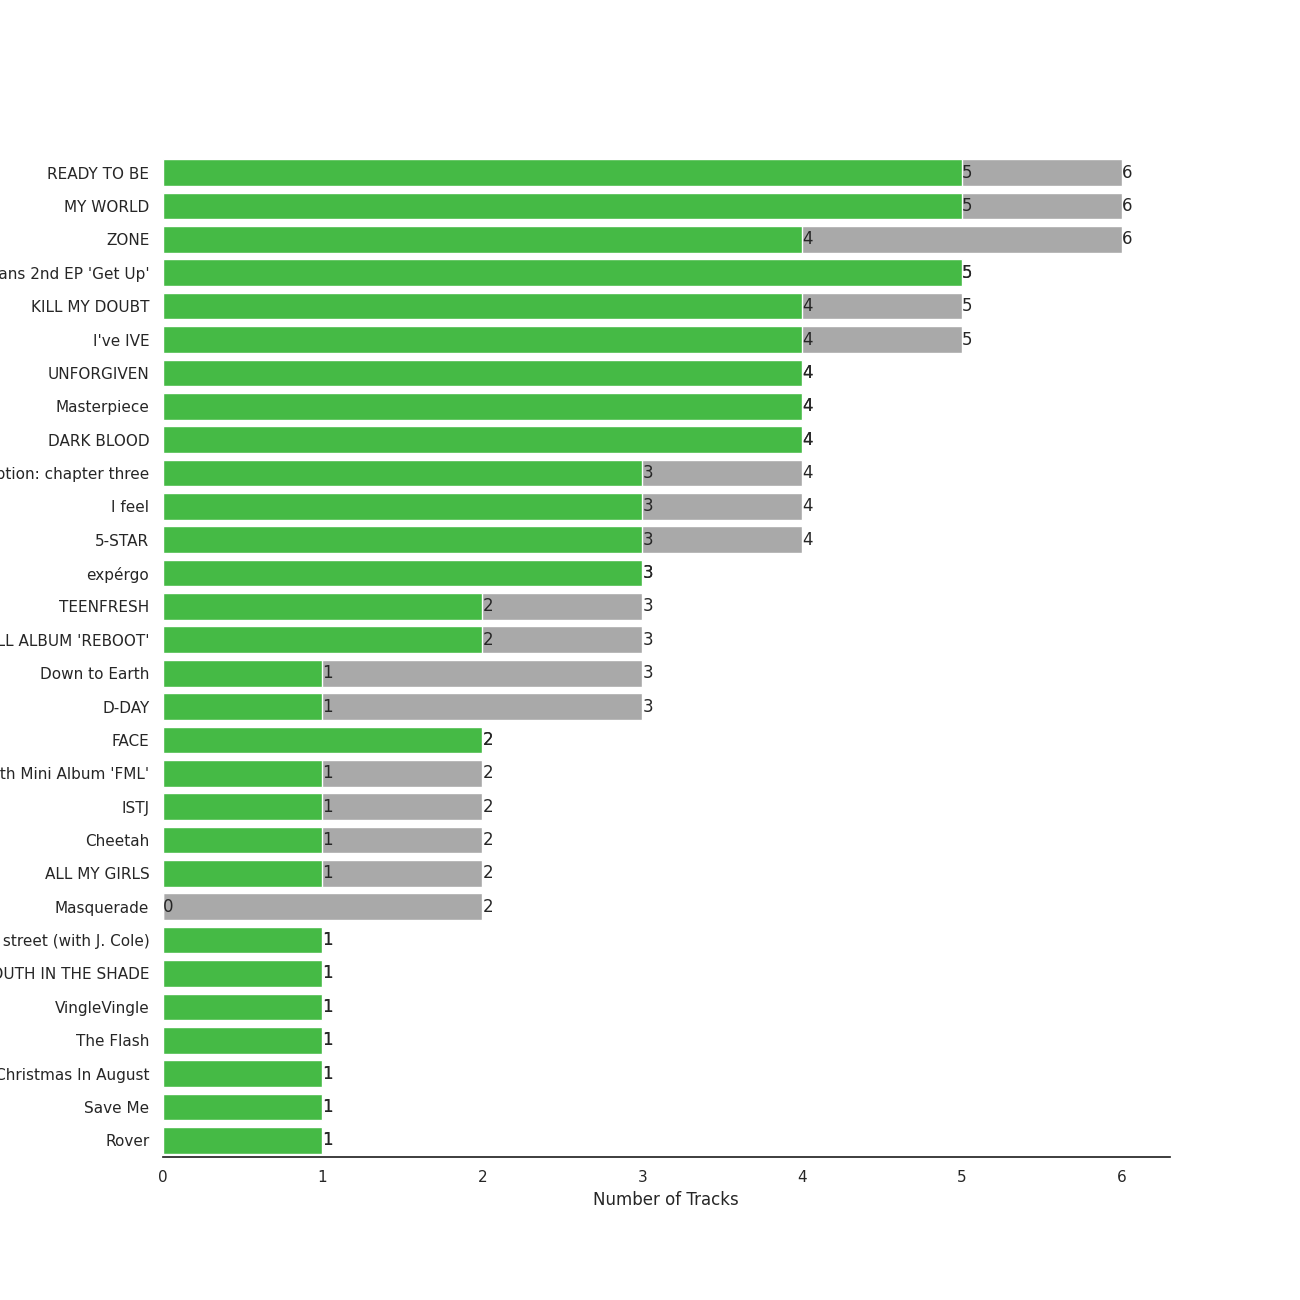 READY TO BE 5 6
MY WORLD 5 6
ZONE 4 6
2nd EP 'Get Up' 5
KILL MY DOUBT 4 5
I've IVE 4 5
UNFORGIVEN 4
Masterpiece 4
DARK BLOOD 4
chapter three 3 4
I feel 3 4
5-STAR 3 4
expérgo 3
TEENFRESH 2 3
ALBUM 'REBOOT' 2 3
Down to Earth 1 3
D-DAY 1 3
FACE 2
th Mini Album 'FML' 1 2
ISTJ 1 2
Cheetah 1 2
ALL MY GIRLS 1 2
Masquerade 0 2
street (with J. Cole) 1
IN THE SHADE 1
VingleVingle 1
The Flash 1
Christmas In August 1
Save Me 1
Rover 1
0 1 2 3 4 5 6
Number of Tracks